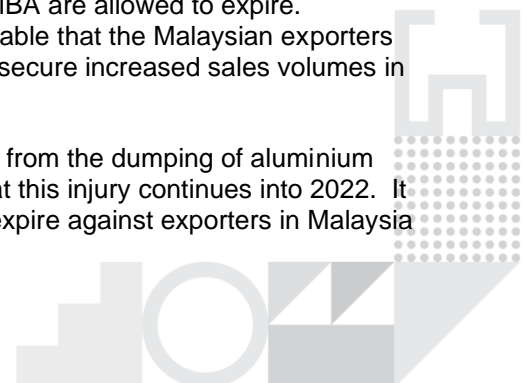 IBA are allowed to expire.
able that the Malaysian exporters
secure increased sales volumes in
from the dumping of aluminium
at this injury continues into 2022. It
expire against exporters in Malaysia